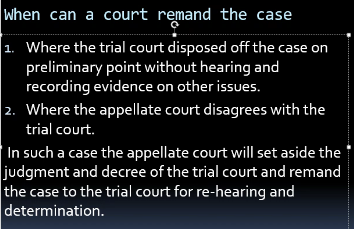 When can a court remand the case
1. Where the trial court disposed off the case on
preliminary point without hearing and
recording evidence on other issues.
2. Where the appellate court disagrees with the
trial court.
In such a case the appellate court will set aside the
judgment and decree of the trial court and remand
the case to the trial court for re-hearing and
determination.